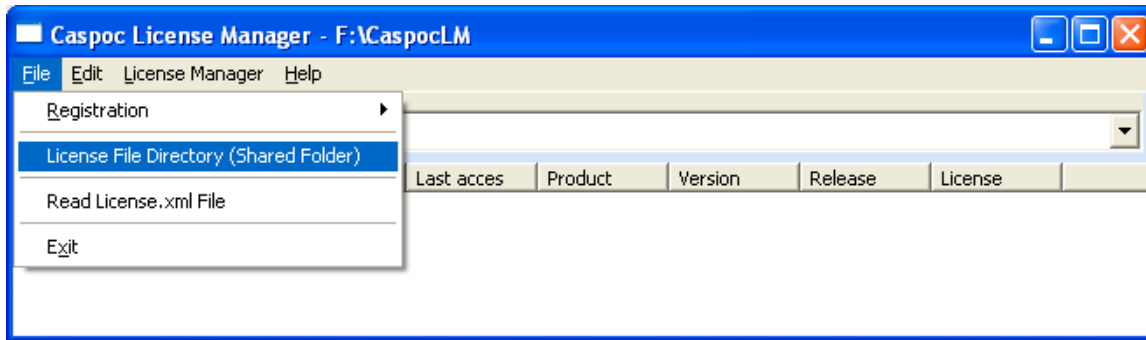 Caspoc License Manager - F:\CaspocLM
File Edit License Manager Help
Registration
License File Directory (Shared Folder)
Last acces Product Version Release License
Read License.xml File
Exit